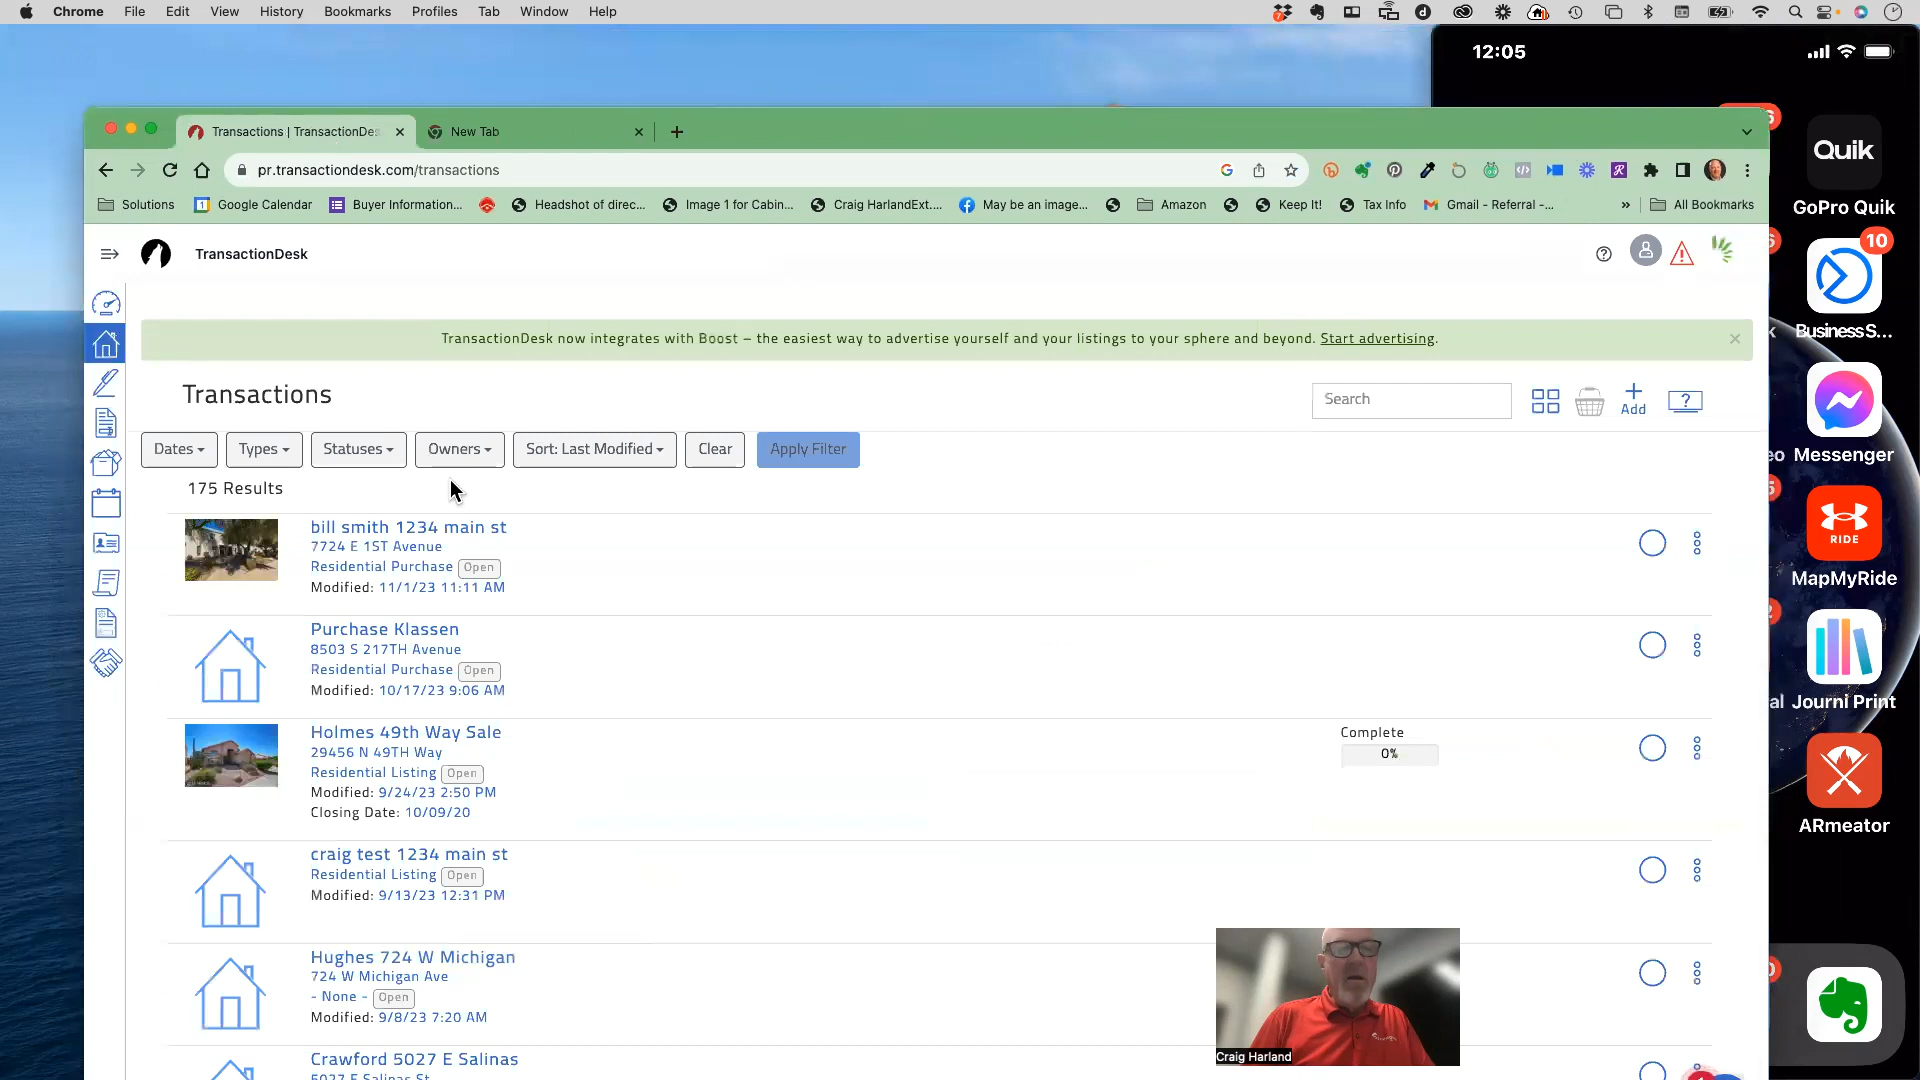 Chrome File Edit View History Bookmarks Profiles Tab Window Help
12:05
Transactions | TransactionDes
New Tab
pr.transactiondesk.com/transactions
Solutions
Google Calendar
Buyer Information...
Headshot of direc...
Image 1 for Cabin...
Craig HarlandExt....
May be an image...
Amazon
Keep It!
Tax Info
Gmail - Referral -...
»
All Bookmarks
TransactionDesk
TransactionDesk now integrates with Boost – the easiest way to advertise yourself and your listings to your sphere and beyond. Start advertising.
Transactions
Search
Add
Dates Types Statuses Owners Sort: Last Modified Clear Apply Filter
175 Results
bill smith 1234 main st
7724 E 1ST Avenue
Residential Purchase Open
Modified: 11/1/23 11:11 AM
Purchase Klassen
8503 S 217TH Avenue
Residential Purchase Open
Modified: 10/17/23 9:06 AM
Holmes 49th Way Sale
29456 N 49TH Way
Residential Listing Open
Modified: 9/24/23 2:50 PM
Closing Date: 10/09/20
Complete
0%
craig test 1234 main st
Residential Listing Open
Modified: 9/13/23 12:31 PM
Hughes 724 W Michigan
724 W Michigan Ave
- None - Open
Modified: 9/8/23 7:20 AM
Crawford 5027 E Salinas
5027 E Salinas St
Craig Harland
Quik
GoPro Quik
10
Business S...
Messenger
RIDE
MapMyRide
Journi Print
ARmeator